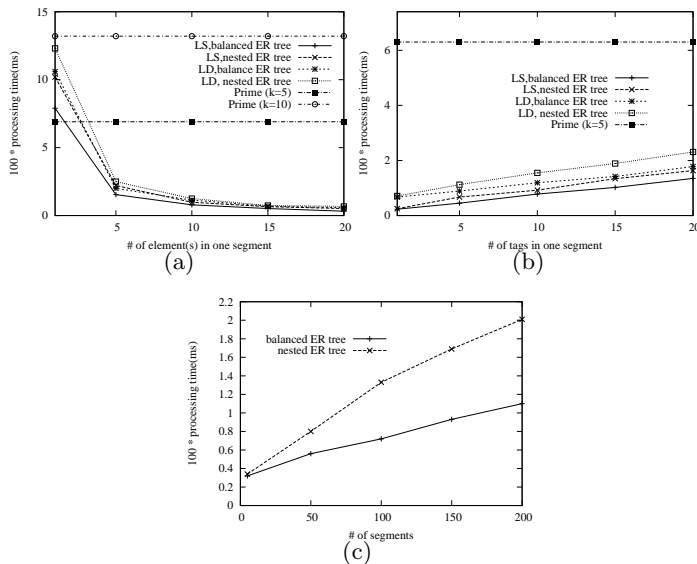 15
10
5
0
100 * processing time(ms)
LS,balanced ER tree
LS,nested ER tree
LD,balance ER tree
LD, nested ER tree
Prime (k=5)
Prime (k=10)
5 10 15 20
# of element(s) in one segment
(a)
6
4
2
0
100 * processing time(ms)
LS,balanced ER tree
LS,nested ER tree
LD,balance ER tree
LD, nested ER tree
Prime (k=5)
5 10 15 20
# of tags in one segment
(b)
2.2
2
1.8
1.6
1.4
1.2
1
0.8
0.6
0.4
0.2
0
100 * processing time(ms)
balanced ER tree
nested ER tree
0 50 100 150 200
# of segments
(c)